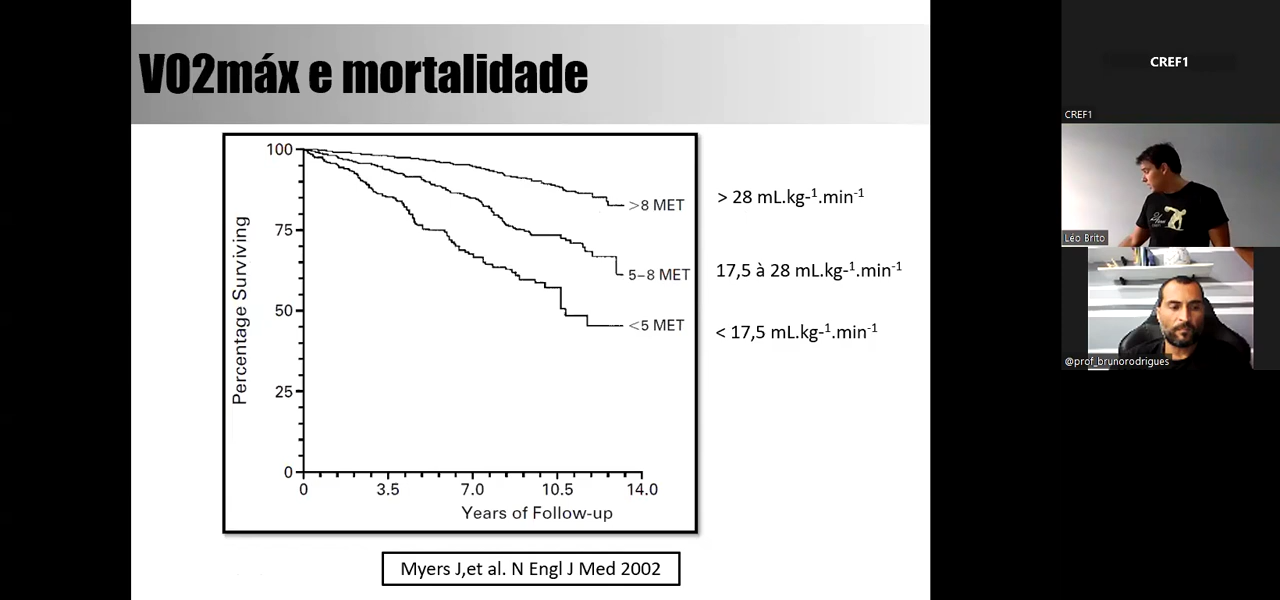 VO2máx e mortalidade
100
75
50
25
0
Percentage Surviving
>8 MET
5–8 MET
<5 MET
0 3.5 7.0 10.5 14.0
Years of Follow-up
> 28 mL.kg-¹.min⁻¹
17,5 à 28 mL.kg-¹.min⁻¹
< 17,5 mL.kg-¹.min⁻¹
Myers J,et al. N Engl J Med 2002
CREF1
CREF1
Léo Brito
@prof_brunorodrigues